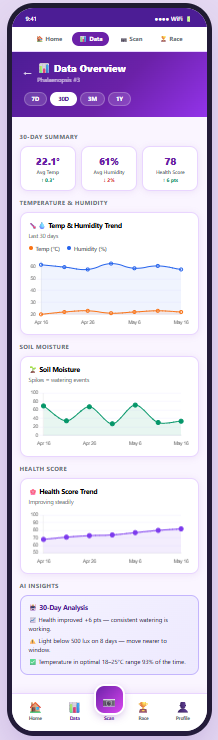 9:41
WiFi
Home
Data
Scan
Race
← Data Overview
Phalaenopsis #3
7D
30D
3M
1Y
30-DAY SUMMARY
22.1°
Avg Temp
↑ 0.3°
61%
Avg Humidity
↓ 2%
78
Health Score
↑ 6 pts
TEMPERATURE & HUMIDITY
Temp & Humidity Trend
Last 30 days
Temp (°C)
Humidity (%)
60
50
40
30
20
Apr 16
Apr 26
May 6
May 16
SOIL MOISTURE
Soil Moisture
Spikes = watering events
100
80
60
40
20
0
Apr 16
Apr 26
May 6
May 16
HEALTH SCORE
Health Score Trend
Improving steadily
100
90
80
70
60
50
Apr 16
Apr 26
May 6
May 16
AI INSIGHTS
30-Day Analysis
Health improved +6 pts — consistent watering is
working.
Light below 500 lux on 8 days — move nearer to
window.
Temperature in optimal 18–25°C range 93% of the time.
Home
Data
Scan
Race
Profile